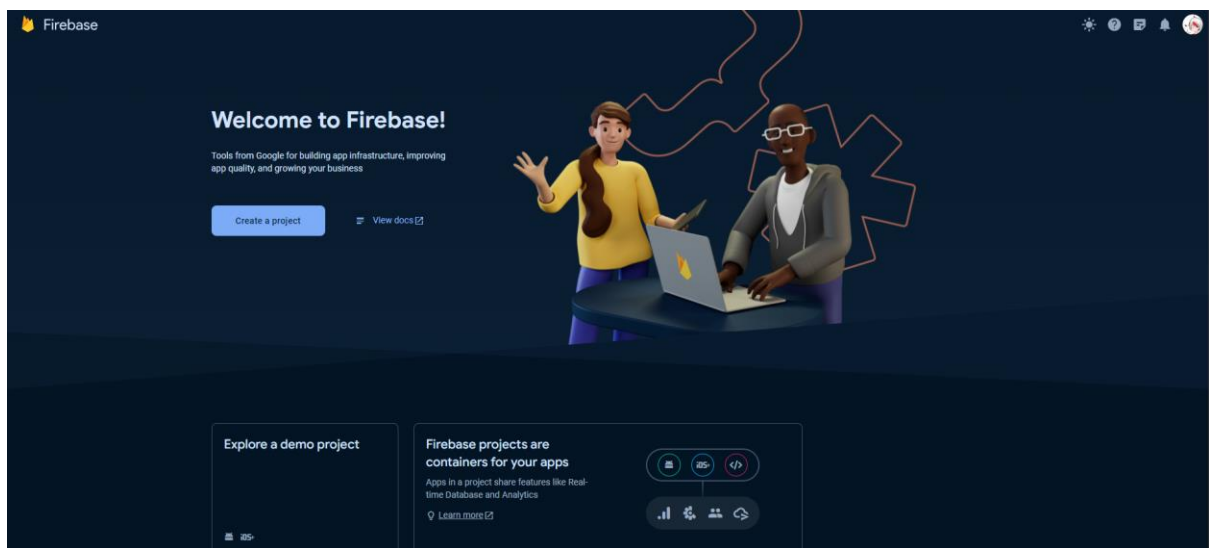 Firebase
Welcome to Firebase!
Tools from Google for building app infrastructure, improving
app quality, and growing your business
Create a project
View docs
Explore a demo project
iOS+
Firebase projects are
containers for your apps
Apps in a project share features like Real-
time Database and Analytics
Learn more
iOS+